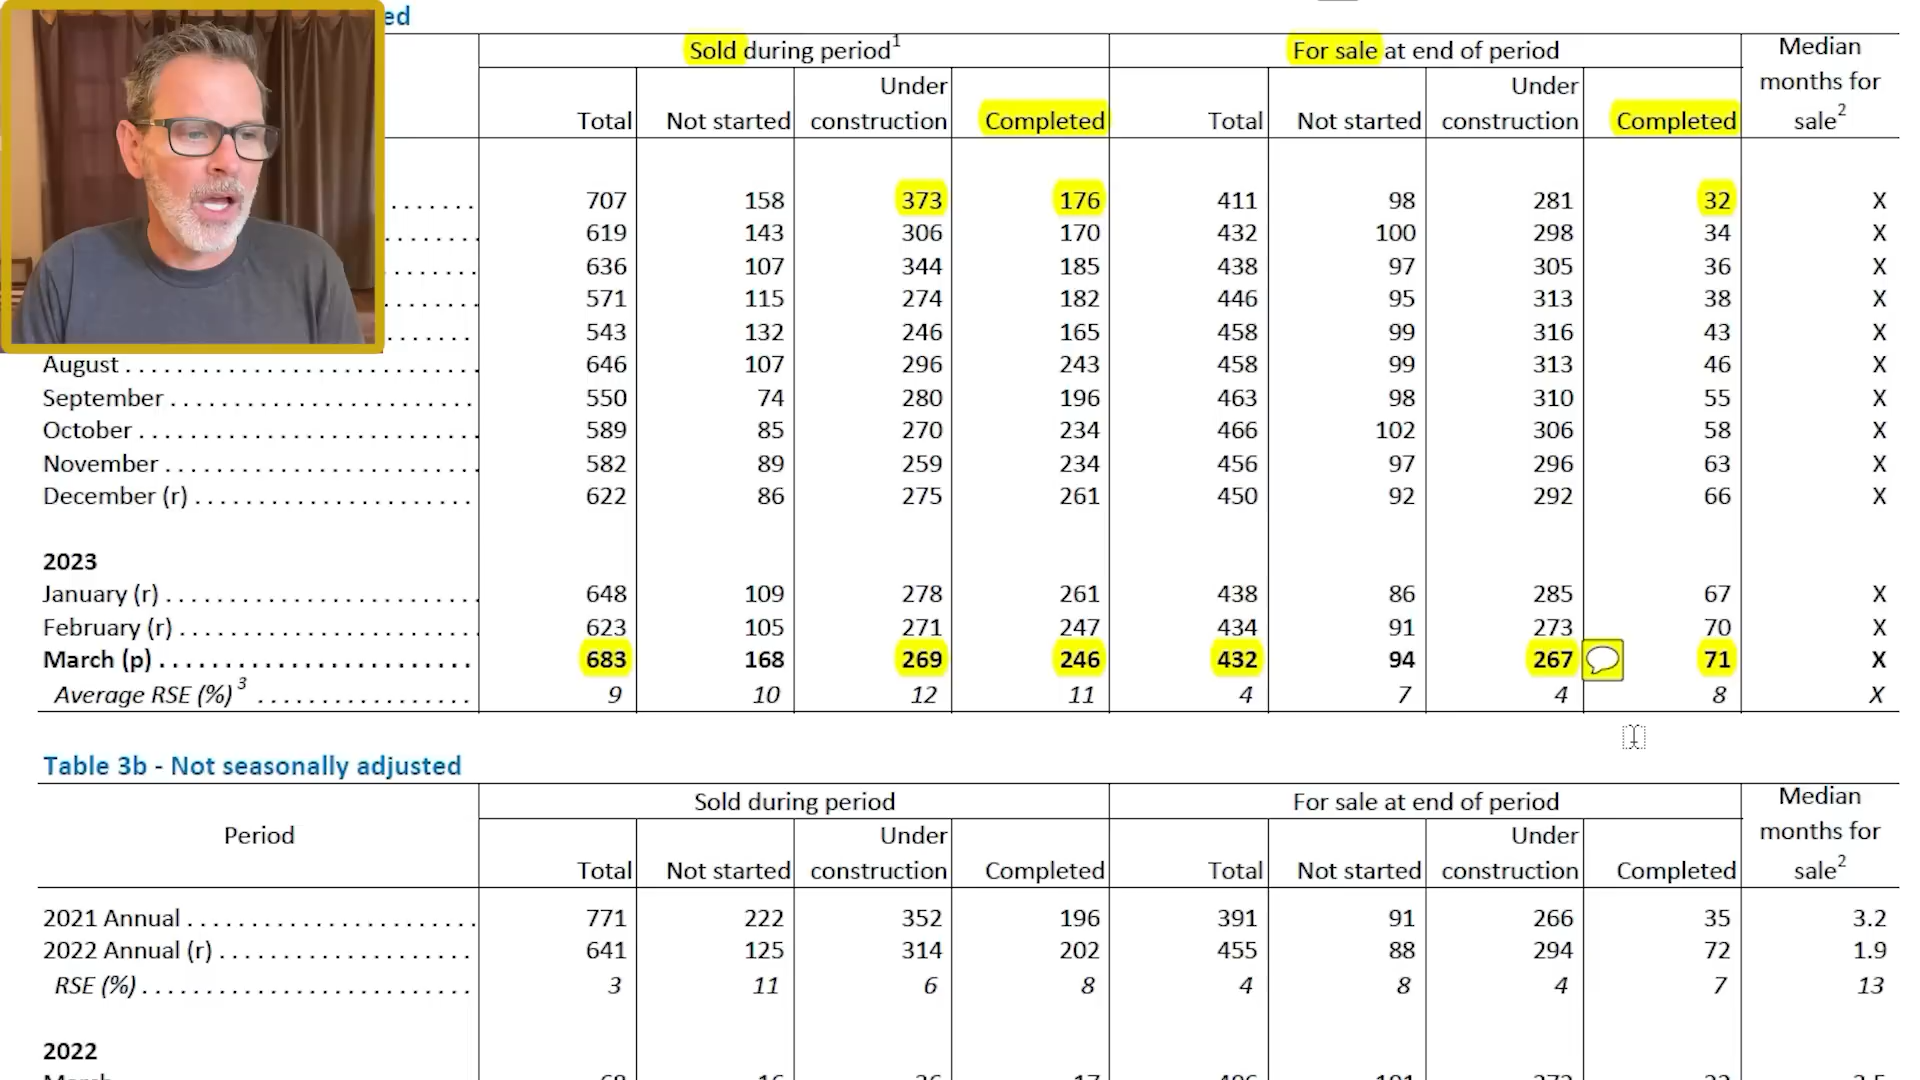 ed
Sold during period1 For sale at end of period Median months for sale2
Total Not started Under construction Completed Total Not started Under construction Completed
. . . . . . 707 158 373 176 411 98 281 32 X
. . . . . . 619 143 306 170 432 100 298 34 X
. . . . . . 636 107 344 185 438 97 305 36 X
. . . . . . 571 115 274 182 446 95 313 38 X
. . . . . . 543 132 246 165 458 99 316 43 X
August . . . . . . . . . . . . . . . . . . . . . . . . . . . 646 107 296 243 458 99 313 46 X
September . . . . . . . . . . . . . . . . . . . . . . . . 550 74 280 196 463 98 310 55 X
October . . . . . . . . . . . . . . . . . . . . . . . . . . 589 85 270 234 466 102 306 58 X
November . . . . . . . . . . . . . . . . . . . . . . . . 582 89 259 234 456 97 296 63 X
December (r) . . . . . . . . . . . . . . . . . . . . . . 622 86 275 261 450 92 292 66 X
2023
January (r) . . . . . . . . . . . . . . . . . . . . . . . . 648 109 278 261 438 86 285 67 X
February (r) . . . . . . . . . . . . . . . . . . . . . . . 623 105 271 247 434 91 273 70 X
March (p) . . . . . . . . . . . . . . . . . . . . . . . . 683 168 269 246 432 94 267 71 X
Average RSE (%)3 . . . . . . . . . . . . . . . . . 9 10 12 11 4 7 4 8 X
Table 3b - Not seasonally adjusted
Period Sold during period For sale at end of period Median months for sale2
Total Not started Under construction Completed Total Not started Under construction Completed
2021 Annual . . . . . . . . . . . . . . . . . . . . . . . 771 222 352 196 391 91 266 35 3.2
2022 Annual (r) . . . . . . . . . . . . . . . . . . . . 641 125 314 202 455 88 294 72 1.9
RSE (%) . . . . . . . . . . . . . . . . . . . . . . . . . . 3 11 6 8 4 8 4 7 13
2022